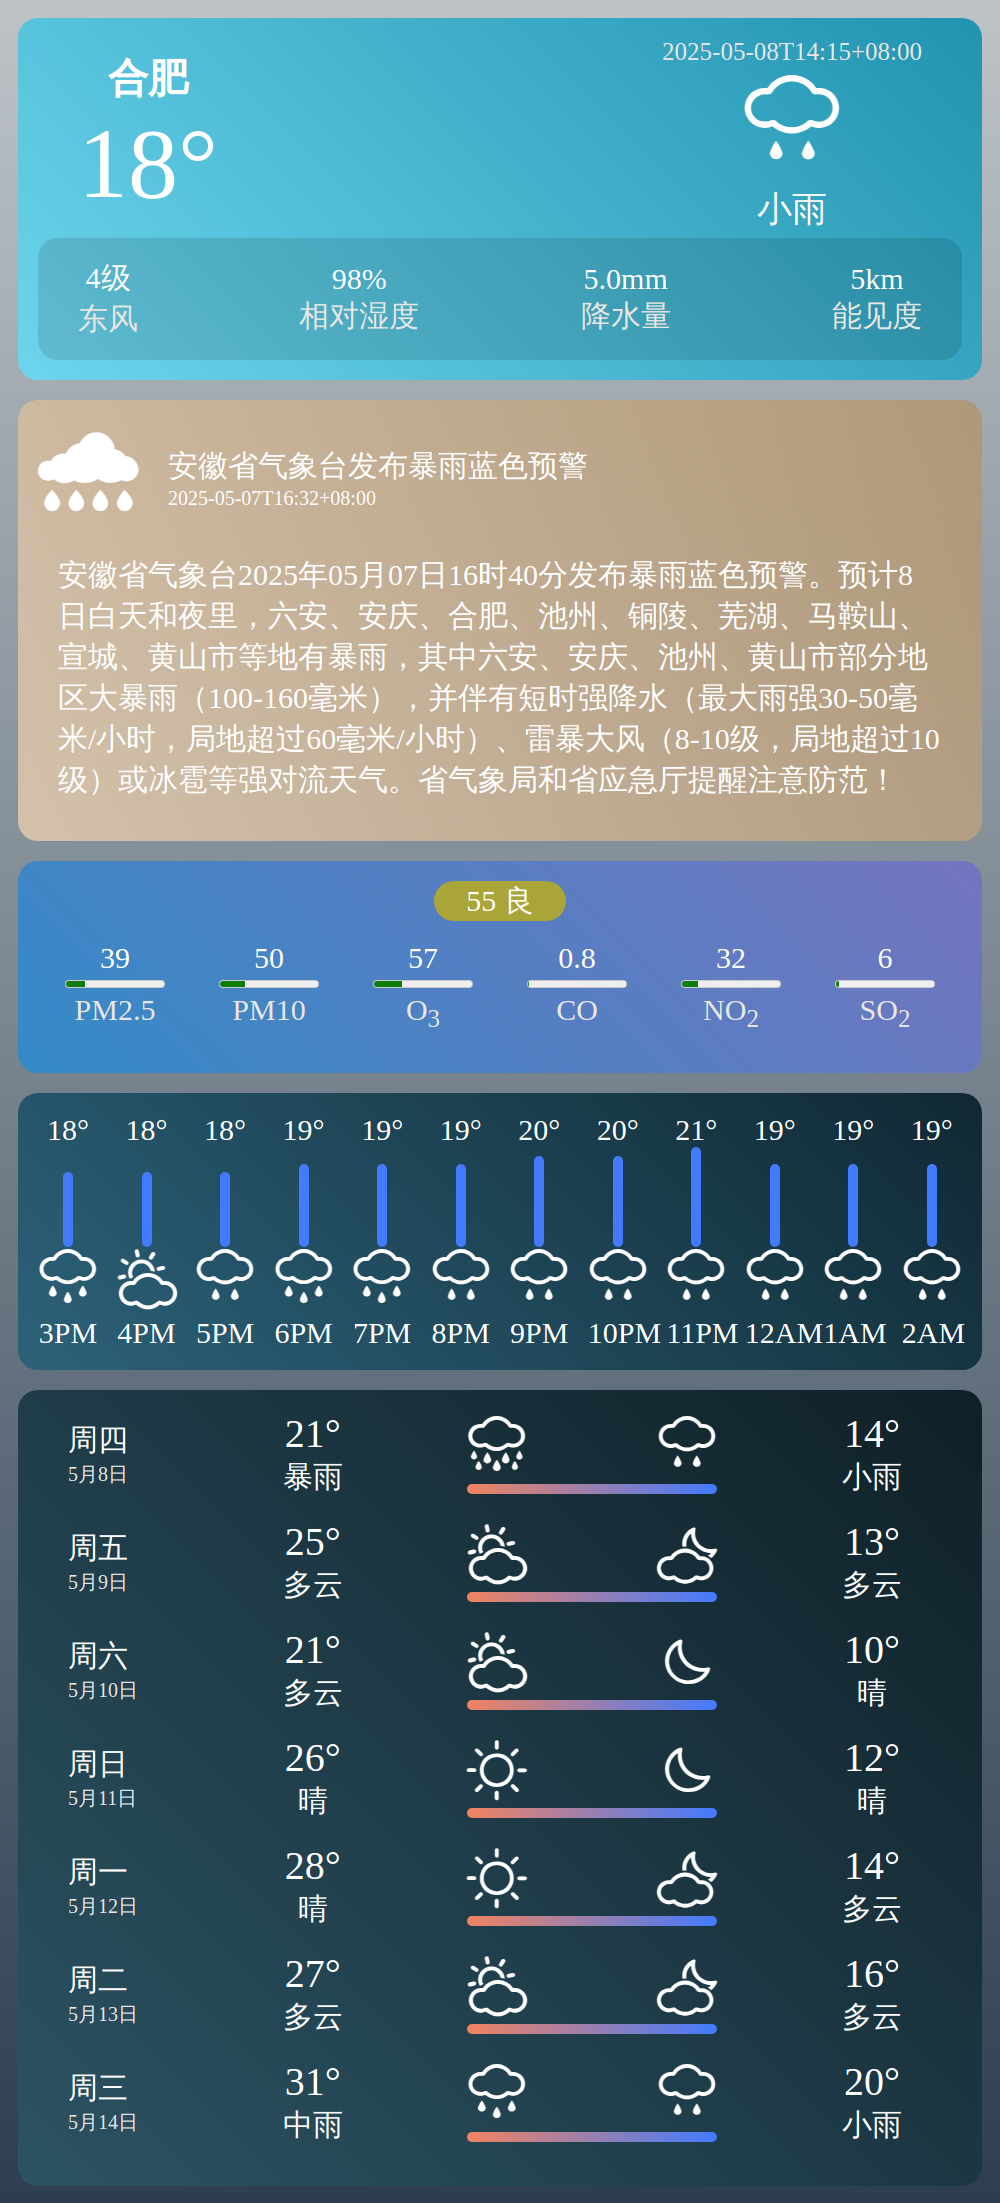 合肥
2025-05-08T14:15+08:00
18°
小雨
4级 98% 5.0mm 5km
东风 相对湿度 降水量 能见度
安徽省气象台发布暴雨蓝色预警
2025-05-07T16:32+08:00
安徽省气象台2025年05月07日16时40分发布暴雨蓝色预警。预计8
日白天和夜里，六安、安庆、合肥、池州、铜陵、芜湖、马鞍山、
宣城、黄山市等地有暴雨，其中六安、安庆、池州、黄山市部分地
区大暴雨（100-160毫米），并伴有短时强降水（最大雨强30-50毫
米/小时，局地超过60毫米/小时）、雷暴大风（8-10级，局地超过10
级）或冰雹等强对流天气。省气象局和省应急厅提醒注意防范！
55 良
39 50 57 0.8 32 6
PM2.5 PM10 O3 CO NO2 SO2
18° 18° 18° 19° 19° 19° 20° 20° 21° 19° 19° 19°
3PM 4PM 5PM 6PM 7PM 8PM 9PM 10PM 11PM 12AM 1AM 2AM
周四 21° 14°
5月8日 暴雨 小雨
周五 25° 13°
5月9日 多云 多云
周六 21° 10°
5月10日 多云 晴
周日 26° 12°
5月11日 晴 晴
周一 28° 14°
5月12日 晴 多云
周二 27° 16°
5月13日 多云 多云
周三 31° 20°
5月14日 中雨 小雨